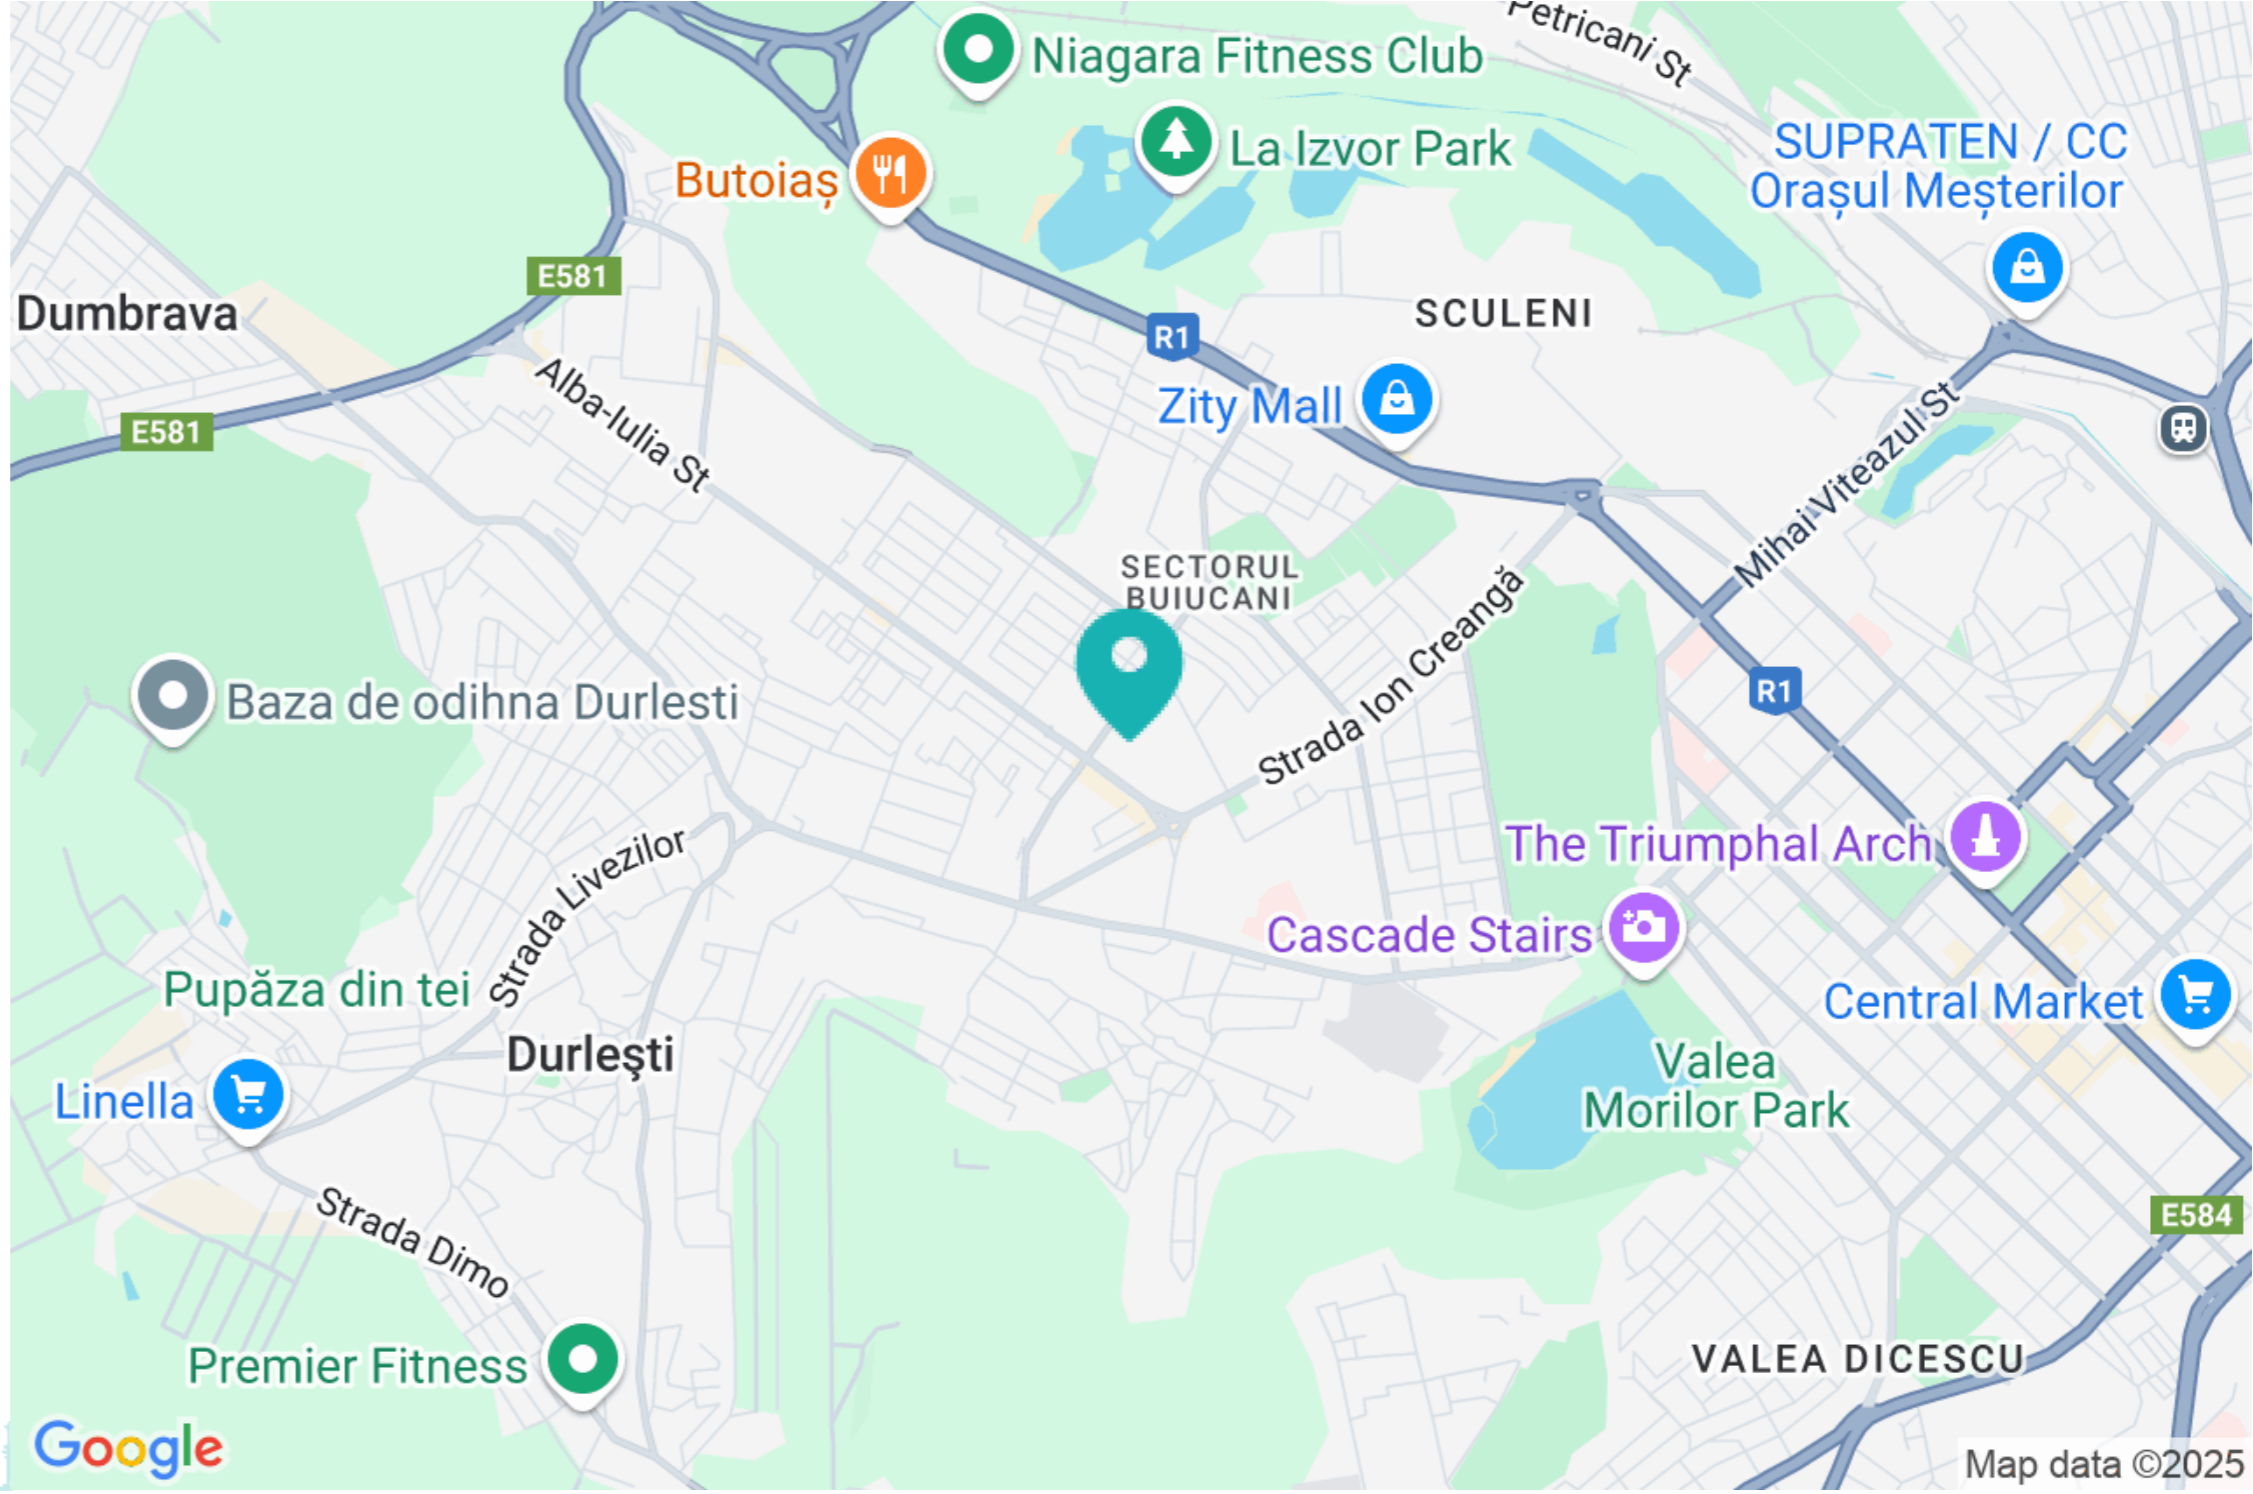 Petricani St
Niagara Fitness Club
La Izvor Park
SUPRATEN / CC
Orașul Meșterilor
Butoiaș
E581
Dumbrava
SCULENI
R1
Zity Mall
Alba-Iulia St
E581
Mihai Viteazul St
SECTORUL
BUIUCANI
Strada Ion Creangă
R1
Baza de odihna Durlesti
Strada Livezilor
The Triumphal Arch
Cascade Stairs
Pupăza din tei
Central Market
Durleşti
Valea
Morilor Park
Linella
Strada Dimo
E584
Premier Fitness
VALEA DICESCU
Google
Map data ©2025